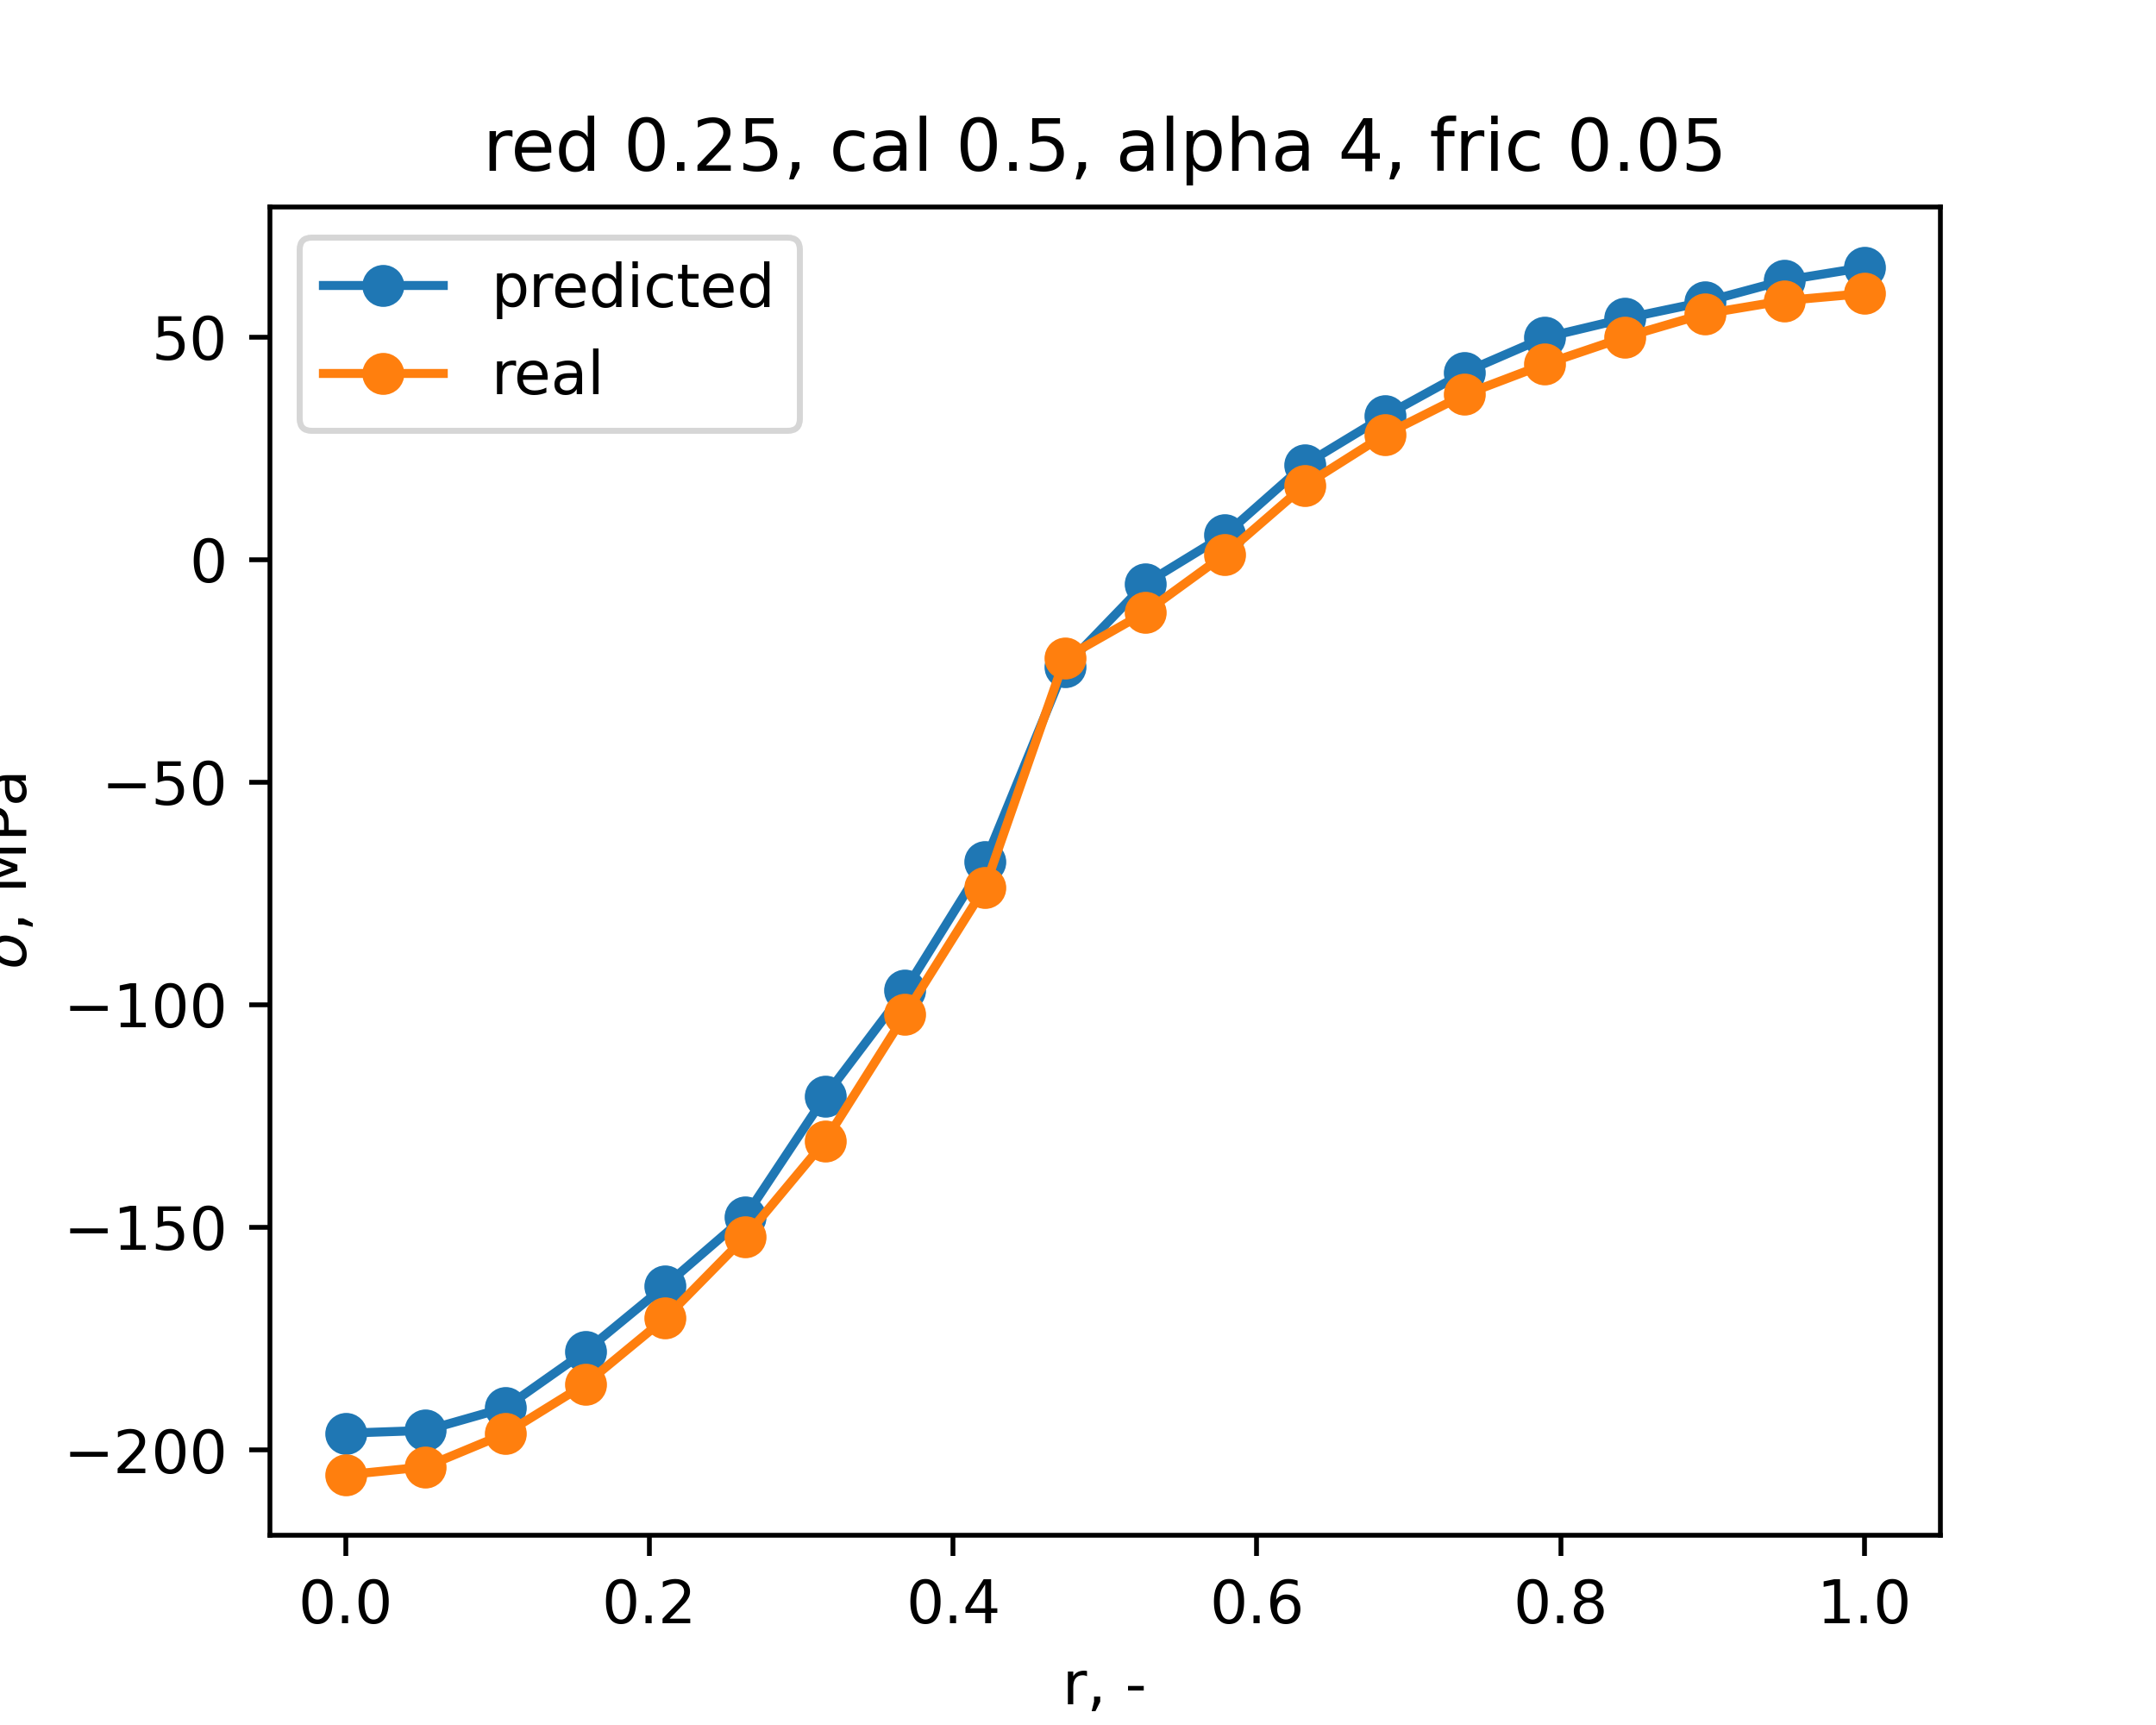 red 0.25, cal 0.5, alpha 4, fric 0.05
predicted
real
50
0
−50
−100
−150
−200
σ, MPa
0.0 0.2 0.4 0.6 0.8 1.0
r, -